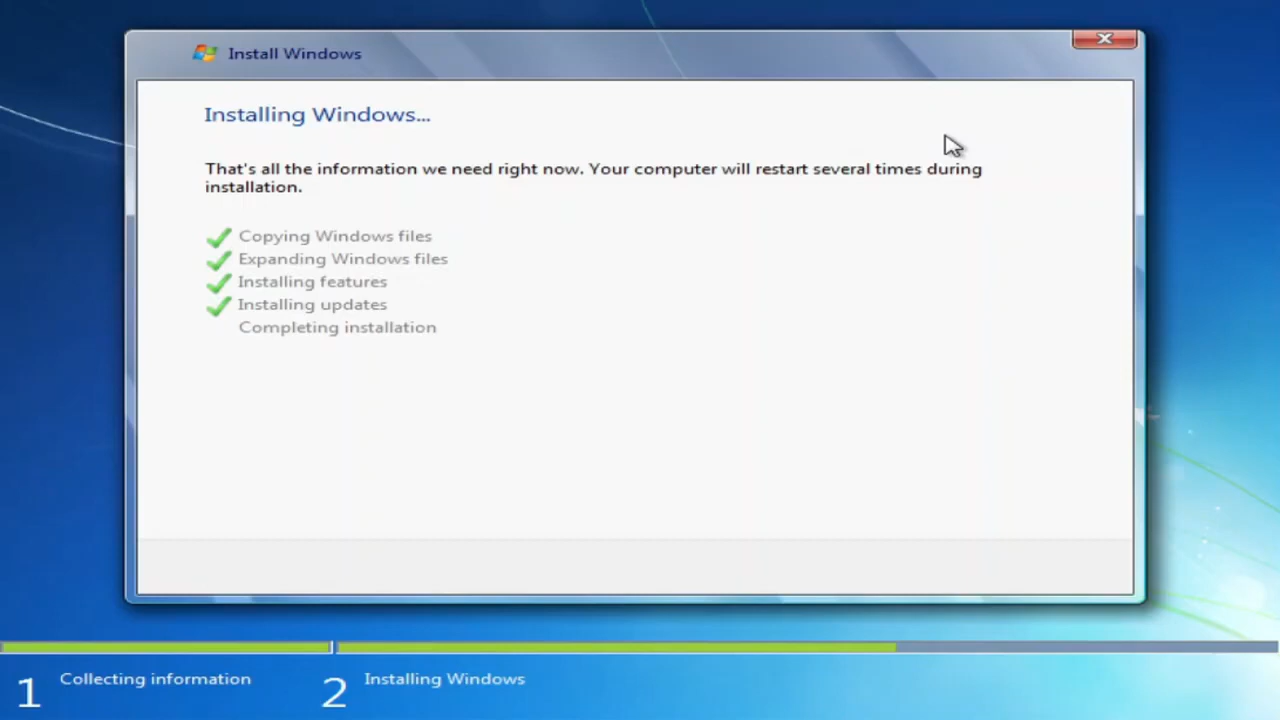 Install Windows
Installing Windows...
That's all the information we need right now. Your computer will restart several times during
installation.
Copying Windows files
Expanding Windows files
Installing features
Installing updates
Completing installation
1 Collecting information
2 Installing Windows